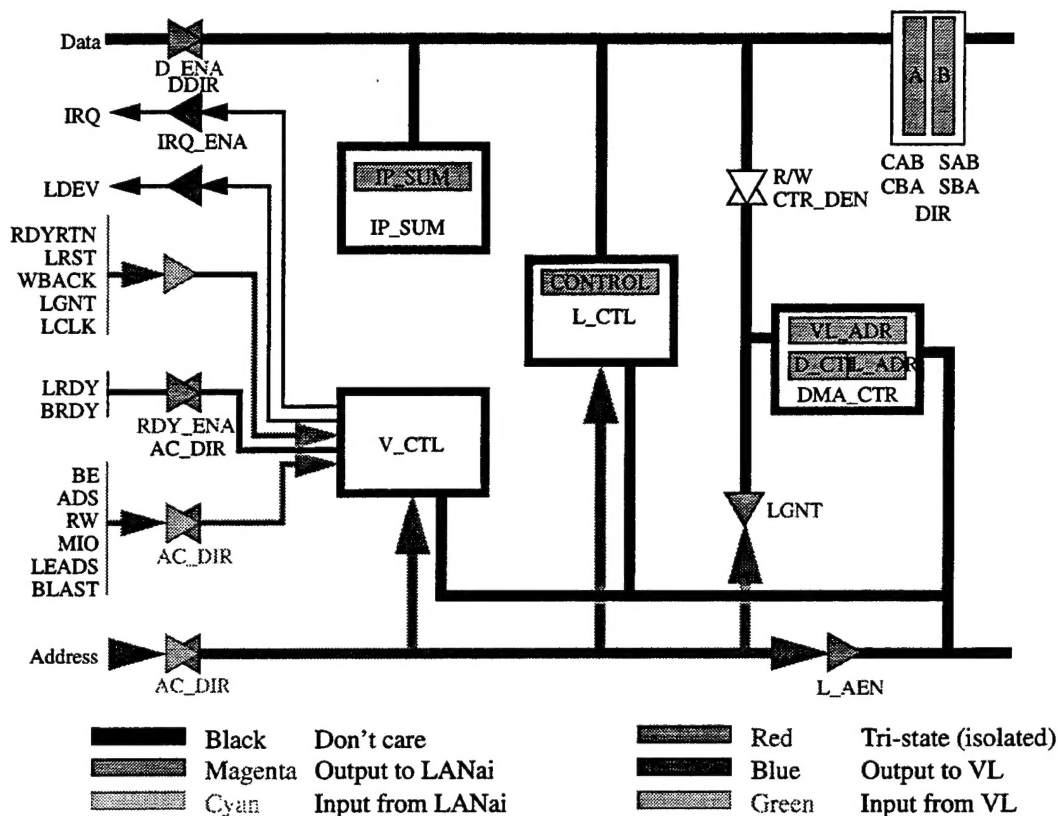 Data
D_ENA
DDIR
A B
IRQ
IRQ_ENA
CAB SAB
CBA SBA
DIR
IP_SUM
IP_SUM
R/W
CTR_DEN
LDEV
RDYRTN
LRST
WBACK
LGNT
LCLK
CONTROL
L_CTL
VL_ADR
D_CTL L_ADR
DMA_CTR
LRDY
BRDY
RDY_ENA
AC_DIR
V_CTL
BE
ADS
RW
MIO
LEADS
BLAST
AC_DIR
LGNT
Address
AC_DIR
L_AEN
Black Don't care
Magenta Output to LANai
Cyan Input from LANai
Red Tri-state (isolated)
Blue Output to VL
Green Input from VL